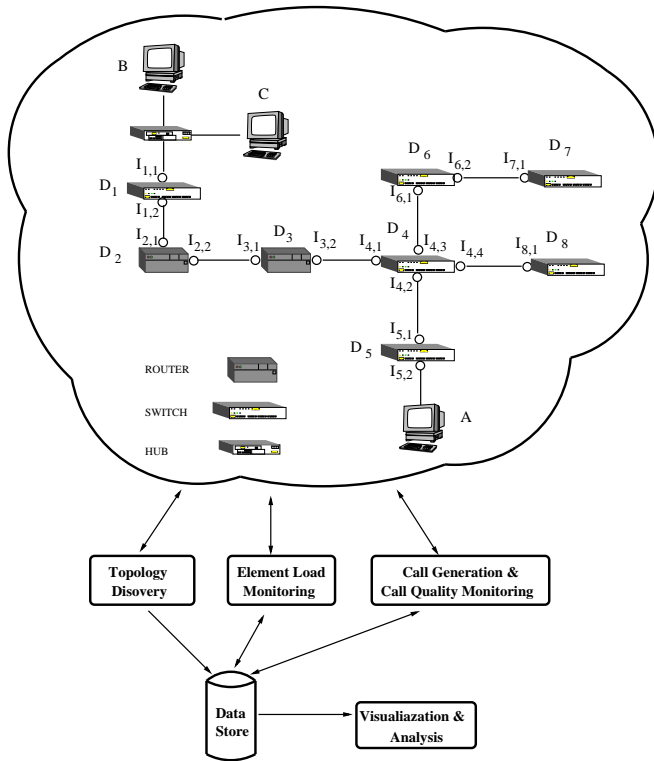 B
C
I1,1
D1
I1,2
I2,1
D2
I2,2
I3,1
D3
I3,2
I4,1
D4
I4,3
I4,4
I4,2
D6
I6,2
I6,1
I7,1
D7
I8,1
D8
I5,1
D5
I5,2
A
ROUTER
SWITCH
HUB
Topology
Disovery
Element Load
Monitoring
Call Generation &
Call Quality Monitoring
Data
Store
Visualiazation &
Analysis